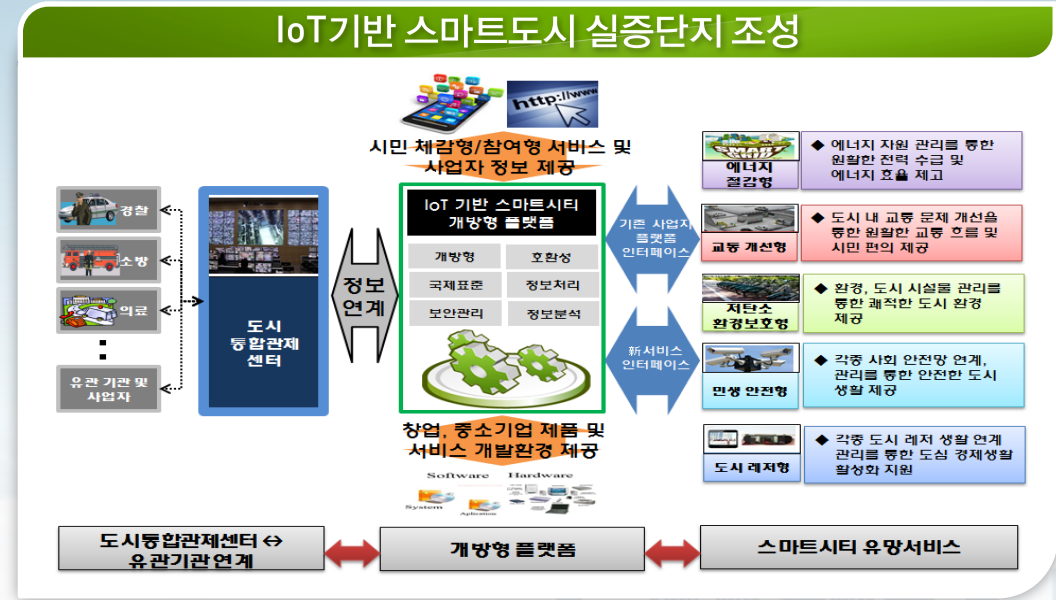 IoT기반 스마트도시 실증단지 조성
http://www
시민 체감형/참여형 서비스 및
사업자 정보 제공
경찰
소방
의료
유관 기관 및
사업자
도시
통합관제
센터
정보
연계
IoT 기반 스마트시티
개방형 플랫폼
개방형
호환성
국제표준
정보처리
보안관리
정보분석
기존 사업자
플랫폼
인터페이스
新서비스
인터페이스
창업, 중소기업 제품 및
서비스 개발환경 제공
Software
Hardware
System
Aplication
에너지
절감형
◆ 에너지 자원 관리를 통한
원활한 전력 수급 및
에너지 효율 제고
교통 개선형
◆ 도시 내 교통 문제 개선을
통한 원활한 교통 흐름 및
시민 편의 제공
저탄소
환경보호형
◆ 환경, 도시 시설물 관리를
통한 쾌적한 도시 환경
제공
민생 안전형
◆ 각종 사회 안전망 연계,
관리를 통한 안전한 도시
생활 제공
도시 레저형
◆ 각종 도시 레저 생활 연계
관리를 통한 도심 경제생활
활성화 지원
도시통합관제센터 ↔
유관기관연계
개방형 플랫폼
스마트시티 유망서비스